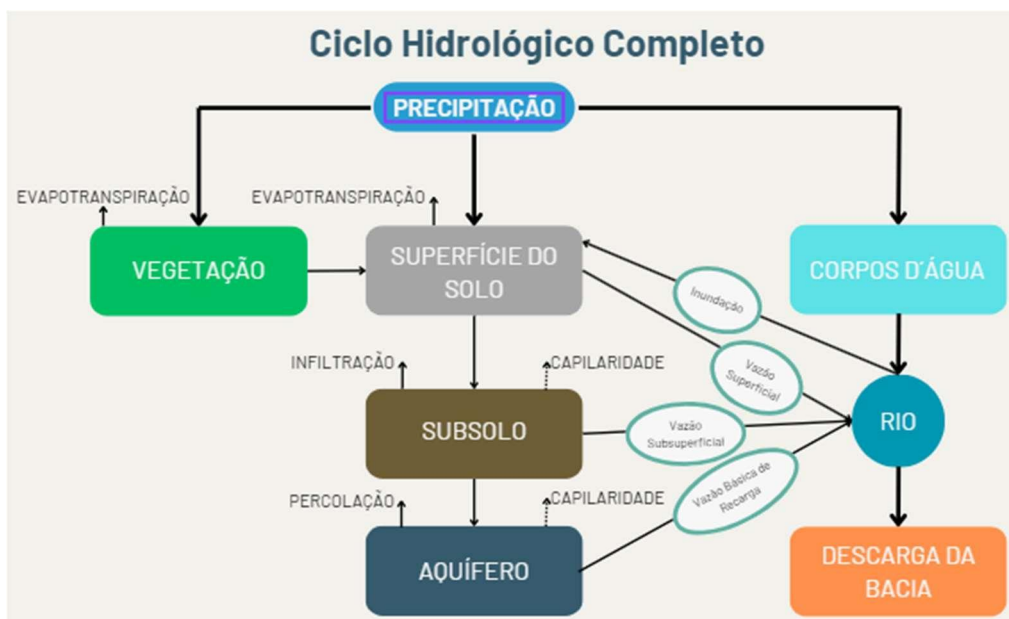 Ciclo Hidrológico Completo
PRECIPITAÇÃO
EVAPOTRANSPIRAÇÃO
EVAPOTRANSPIRAÇÃO
VEGETAÇÃO
SUPERFÍCIE DO
SOLO
CORPOS D'ÁGUA
Inundação
INFILTRAÇÃO
CAPILARIDADE
Vazão
Superficial
SUBSOLO
Vazão
Subsuperficial
RIO
PERCOLAÇÃO
CAPILARIDADE
Vazão Básica de
Recarga
AQUÍFERO
DESCARGA DA
BACIA